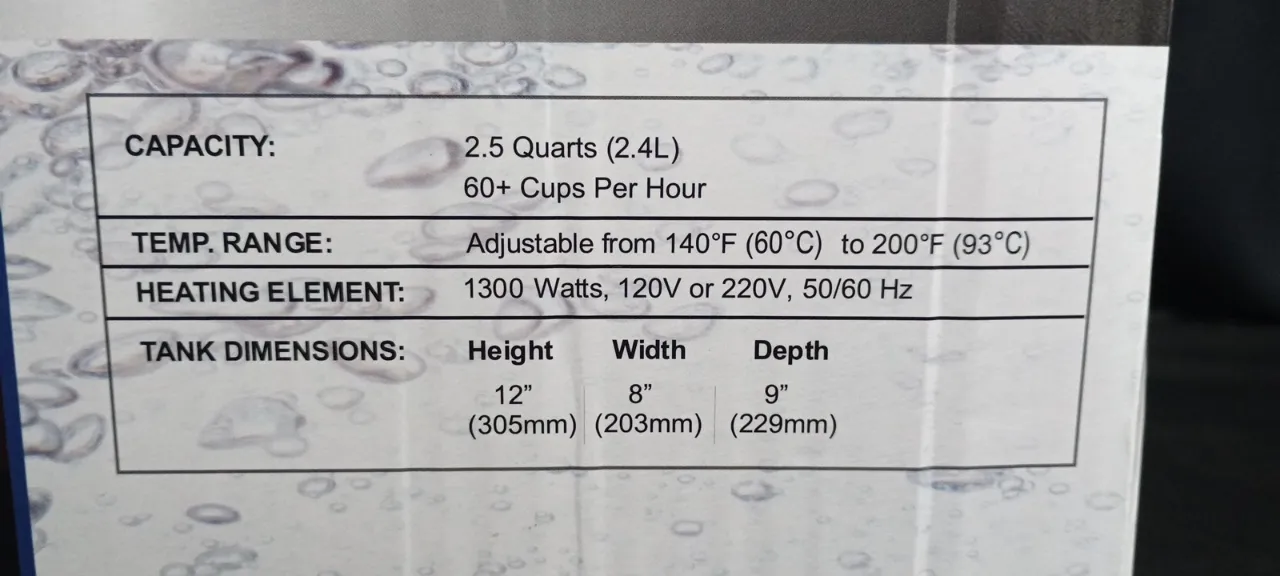 CAPACITY: 2.5 Quarts (2.4L)
60+ Cups Per Hour
TEMP. RANGE: Adjustable from 140°F (60°C) to 200°F (93°C)
HEATING ELEMENT: 1300 Watts, 120V or 220V, 50/60 Hz
TANK DIMENSIONS: Height Width Depth
12” 8” 9”
(305mm) (203mm) (229mm)